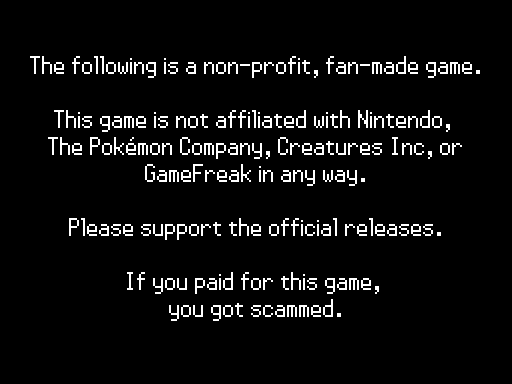 The following is a non-profit, fan-made game.
This game is not affiliated with Nintendo,
The Pokémon Company, Creatures Inc, or
GameFreak in any way.
Please support the official releases.
If you paid for this game,
you got scammed.